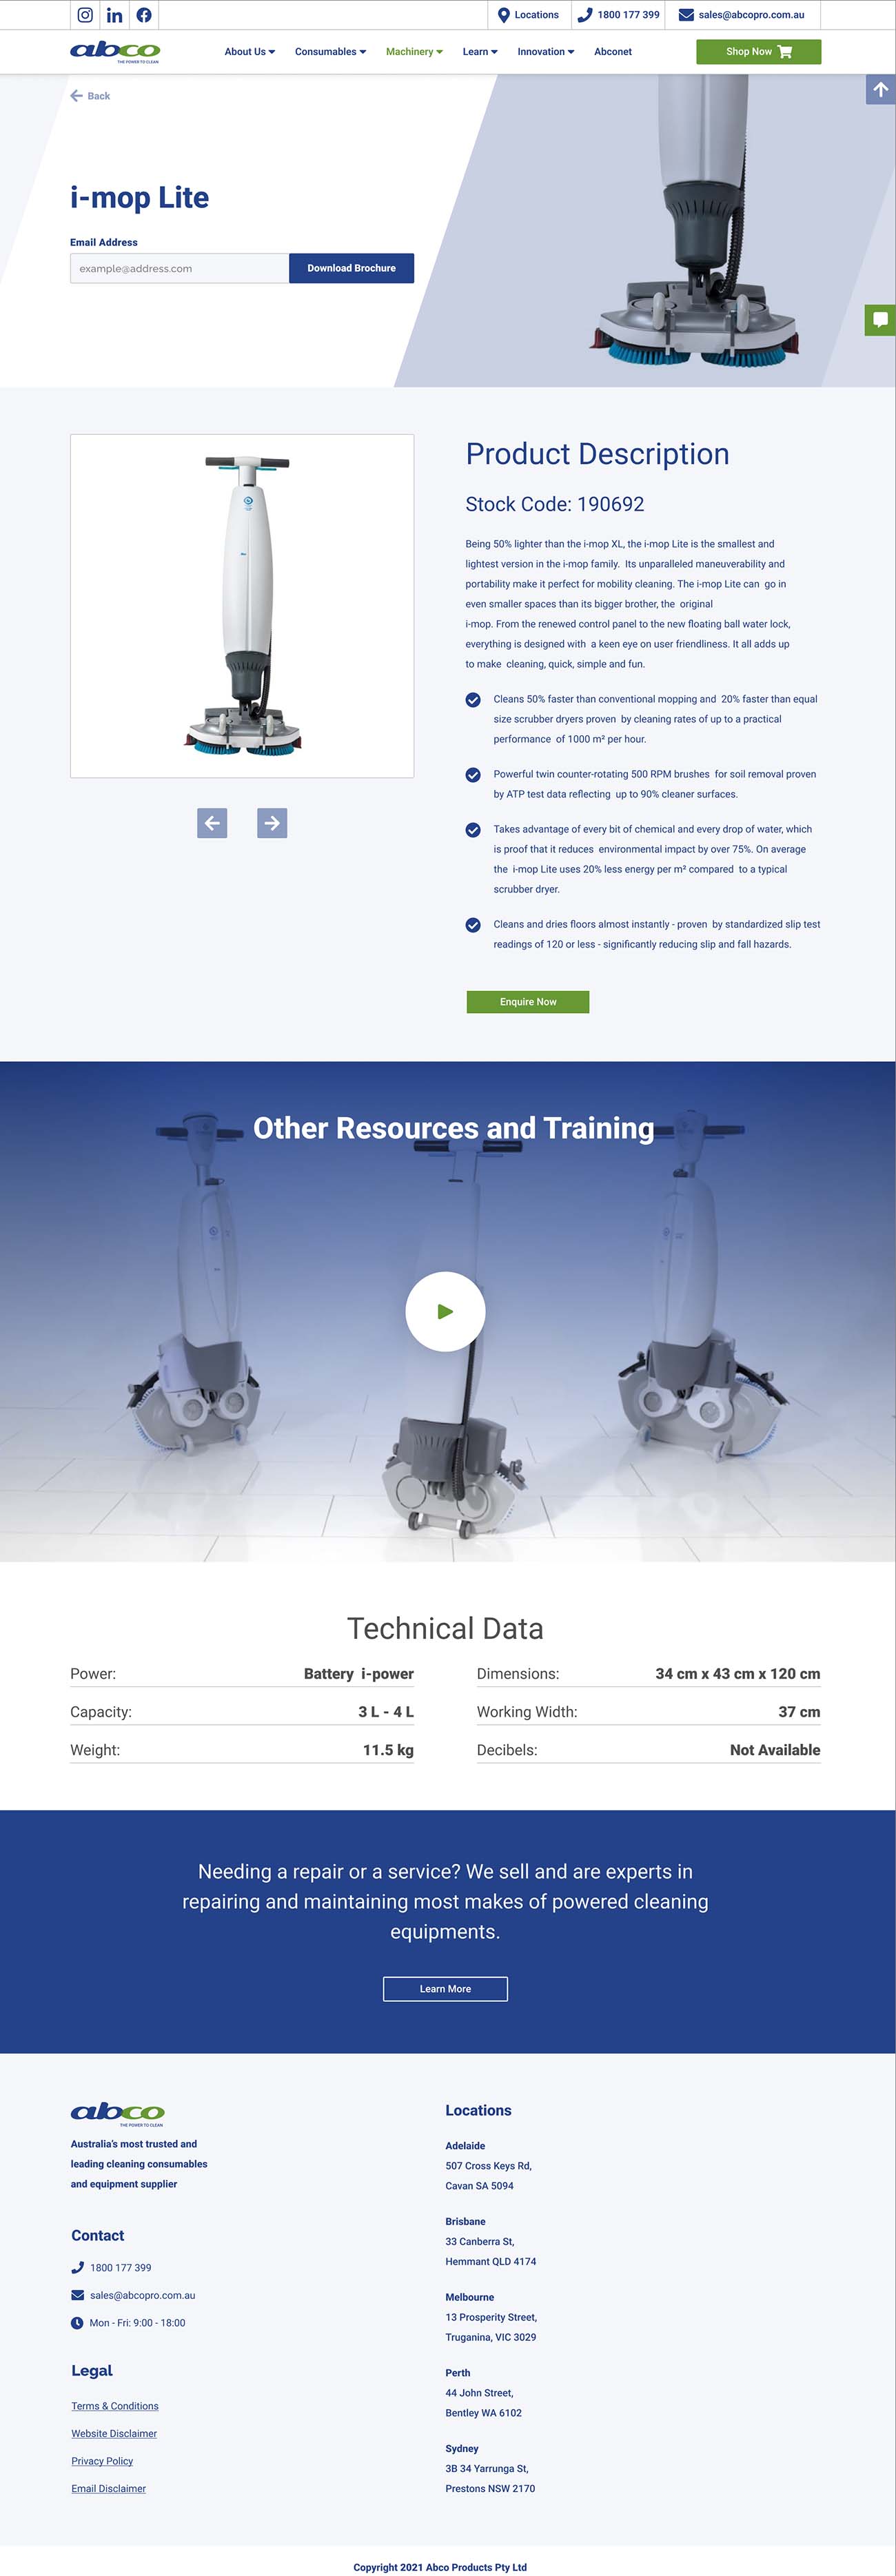 Locations
1800 177 399
sales@abcopro.com.au
abco
THE POWER TO CLEAN
About Us
Consumables
Machinery
Learn
Innovation
Abconet
Shop Now
Back
i-mop Lite
Email Address
example@address.com
Download Brochure
Product Description
Stock Code: 190692
Being 50% lighter than the i-mop XL, the i-mop Lite is the smallest and
lightest version in the i-mop family. Its unparalleled maneuverability and
portability make it perfect for mobility cleaning. The i-mop Lite can go in
even smaller spaces than its bigger brother, the original
i-mop. From the renewed control panel to the new floating ball water lock,
everything is designed with a keen eye on user friendliness. It all adds up
to make cleaning, quick, simple and fun.
Cleans 50% faster than conventional mopping and 20% faster than equal
size scrubber dryers proven by cleaning rates of up to a practical
performance of 1000 m² per hour.
Powerful twin counter-rotating 500 RPM brushes for soil removal proven
by ATP test data reflecting up to 90% cleaner surfaces.
Takes advantage of every bit of chemical and every drop of water, which
is proof that it reduces environmental impact by over 75%. On average
the i-mop Lite uses 20% less energy per m² compared to a typical
scrubber dryer.
Cleans and dries floors almost instantly - proven by standardized slip test
readings of 120 or less - significantly reducing slip and fall hazards.
Enquire Now
Other Resources and Training
Technical Data
Power: Battery i-power
Capacity: 3 L - 4 L
Weight: 11.5 kg
Dimensions: 34 cm x 43 cm x 120 cm
Working Width: 37 cm
Decibels: Not Available
Needing a repair or a service? We sell and are experts in
repairing and maintaining most makes of powered cleaning
equipments.
Learn More
abco
THE POWER TO CLEAN
Australia's most trusted and
leading cleaning consumables
and equipment supplier
Contact
1800 177 399
sales@abcopro.com.au
Mon - Fri: 9:00 - 18:00
Legal
Terms & Conditions
Website Disclaimer
Privacy Policy
Email Disclaimer
Locations
Adelaide
507 Cross Keys Rd,
Cavan SA 5094
Brisbane
33 Canberra St,
Hemmant QLD 4174
Melbourne
13 Prosperity Street,
Truganina, VIC 3029
Perth
44 John Street,
Bentley WA 6102
Sydney
3B 34 Yarrunga St,
Prestons NSW 2170
Copyright 2021 Abco Products Pty Ltd